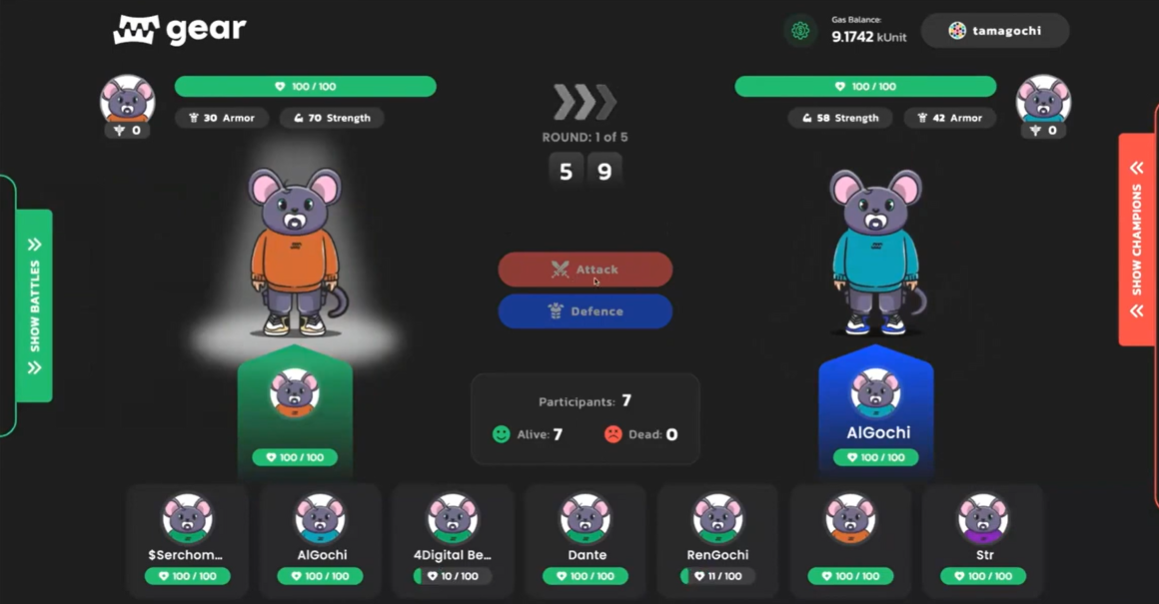 gear
Gas Balance:
9.1742 kUnit
tamagochi
100 / 100
100 / 100
0
30 Armor
70 Strength
58 Strength
42 Armor
0
ROUND: 1 of 5
5 9
SHOW BATTLES
SHOW CHAMPIONS
Attack
Defence
Participants: 7
Alive: 7
Dead: 0
100 / 100
AlGochi
100 / 100
$Serchom...
100 / 100
AlGochi
100 / 100
4Digital Be...
10 / 100
Dante
100 / 100
RenGochi
11 / 100
100 / 100
Str
100 / 100